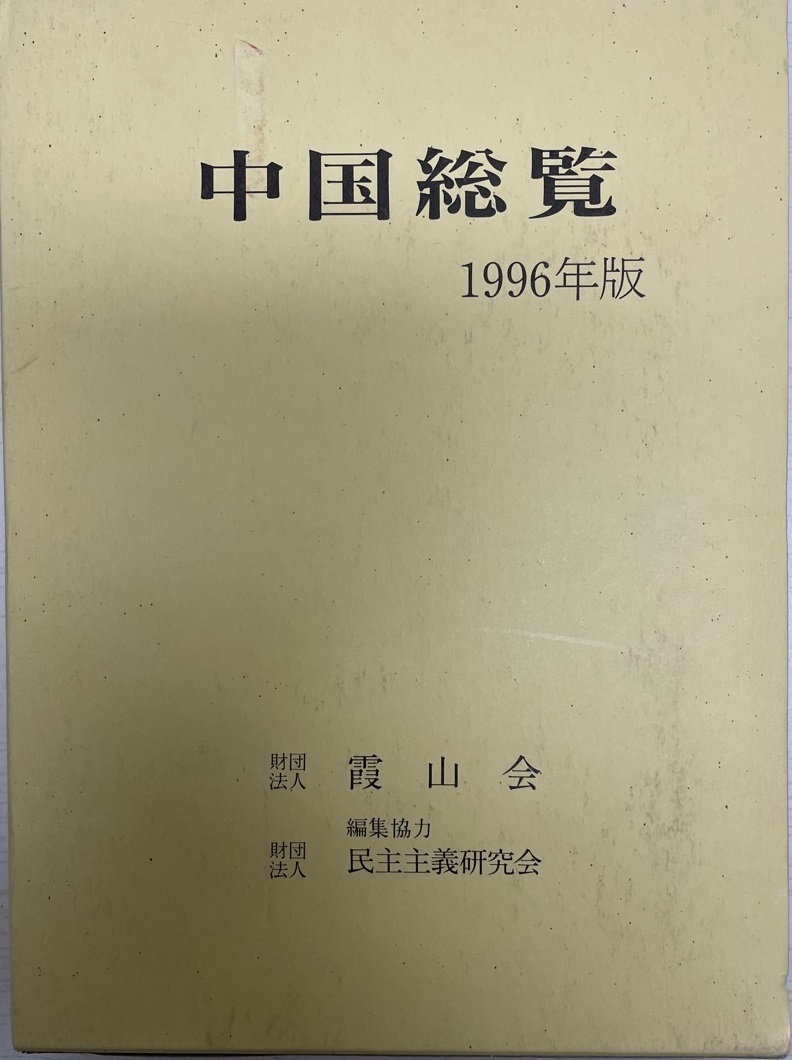 中国総覧
1996年版
財団法人 霞山会
編集協力
財団法人 民主主義研究会